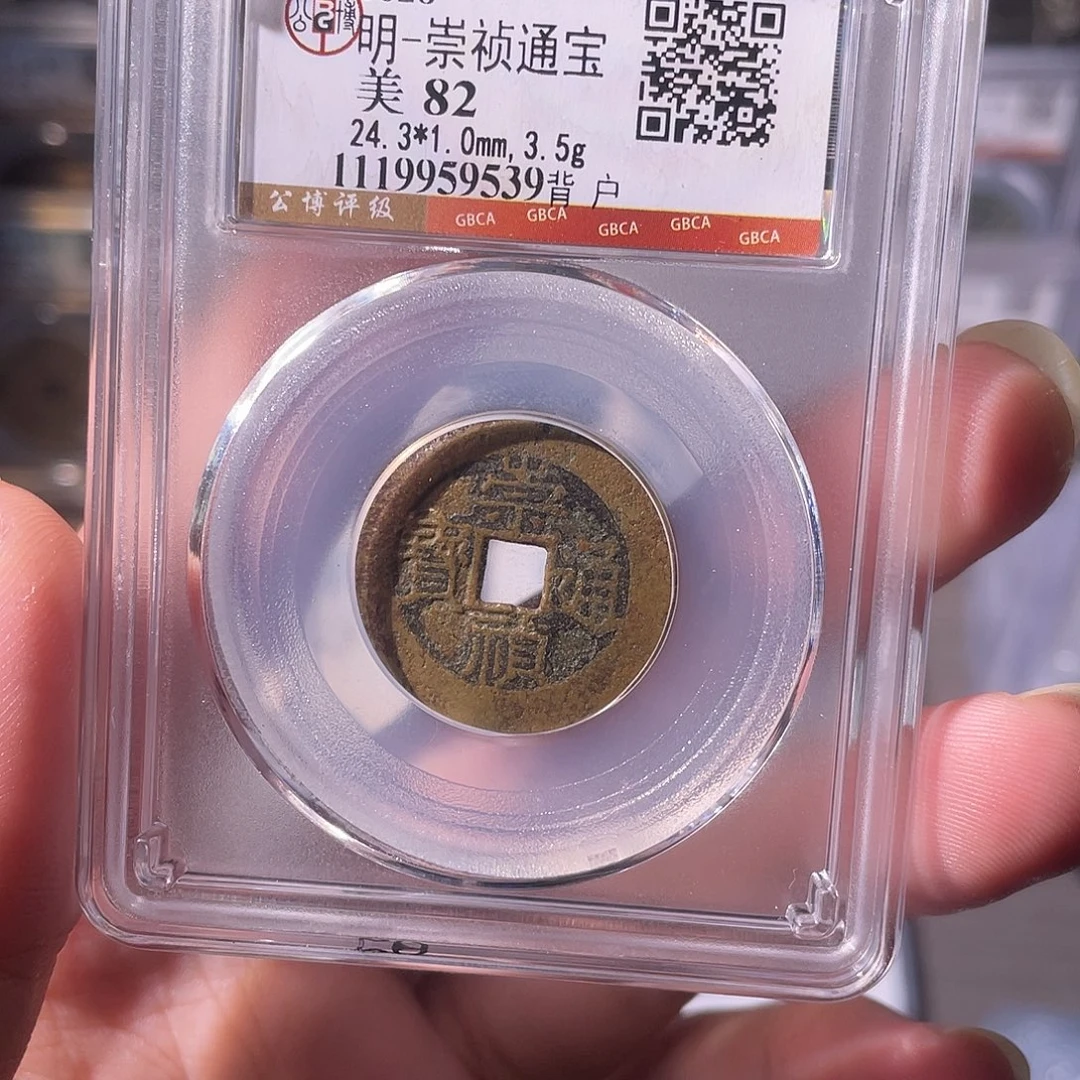 公博
明-崇祯通宝
美 82
24.3*1.0mm, 3.5g
1119959539背 户
公博评级 GBCA GBCA GBCA GBCA GBCA
崇
寶 通
禎